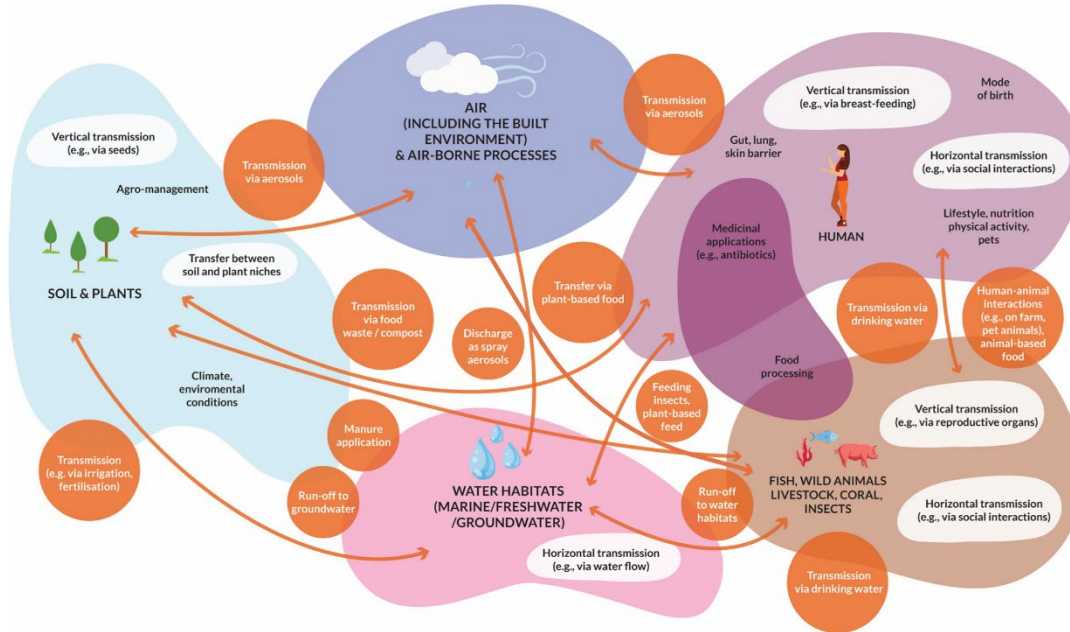 AIR
(INCLUDING THE BUILT
ENVIRONMENT)
& AIR-BORNE PROCESSES
Transmission
via aerosols
Vertical transmission
(e.g., via breast-feeding)
Mode
of birth
Gut, lung,
skin barrier
Horizontal transmission
(e.g., via social interactions)
Medicinal
applications
(e.g., antibiotics)
HUMAN
Lifestyle, nutrition
physical activity,
pets
Vertical transmission
(e.g., via seeds)
Agro-management
Transmission
via aerosols
Transfer between
soil and plant niches
SOIL & PLANTS
Climate,
enviromental
conditions
Transmission
via food
waste / compost
Discharge
as spray
aerosols
Transfer via
plant-based food
Transmission via
drinking water
Human-animal
interactions
(e.g., on farm,
pet animals),
animal-based
food
Food
processing
Feeding
insects,
plant-based
feed
Manure
application
Transmission
(e.g. via irrigation,
fertilisation)
Run-off to
groundwater
WATER HABITATS
(MARINE/FRESHWATER
/GROUNDWATER)
Horizontal transmission
(e.g., via water flow)
Run-off
to water
habitats
Vertical transmission
(e.g., via reproductive organs)
FISH, WILD ANIMALS
LIVESTOCK, CORAL,
INSECTS
Horizontal transmission
(e.g., via social interactions)
Transmission
via drinking water